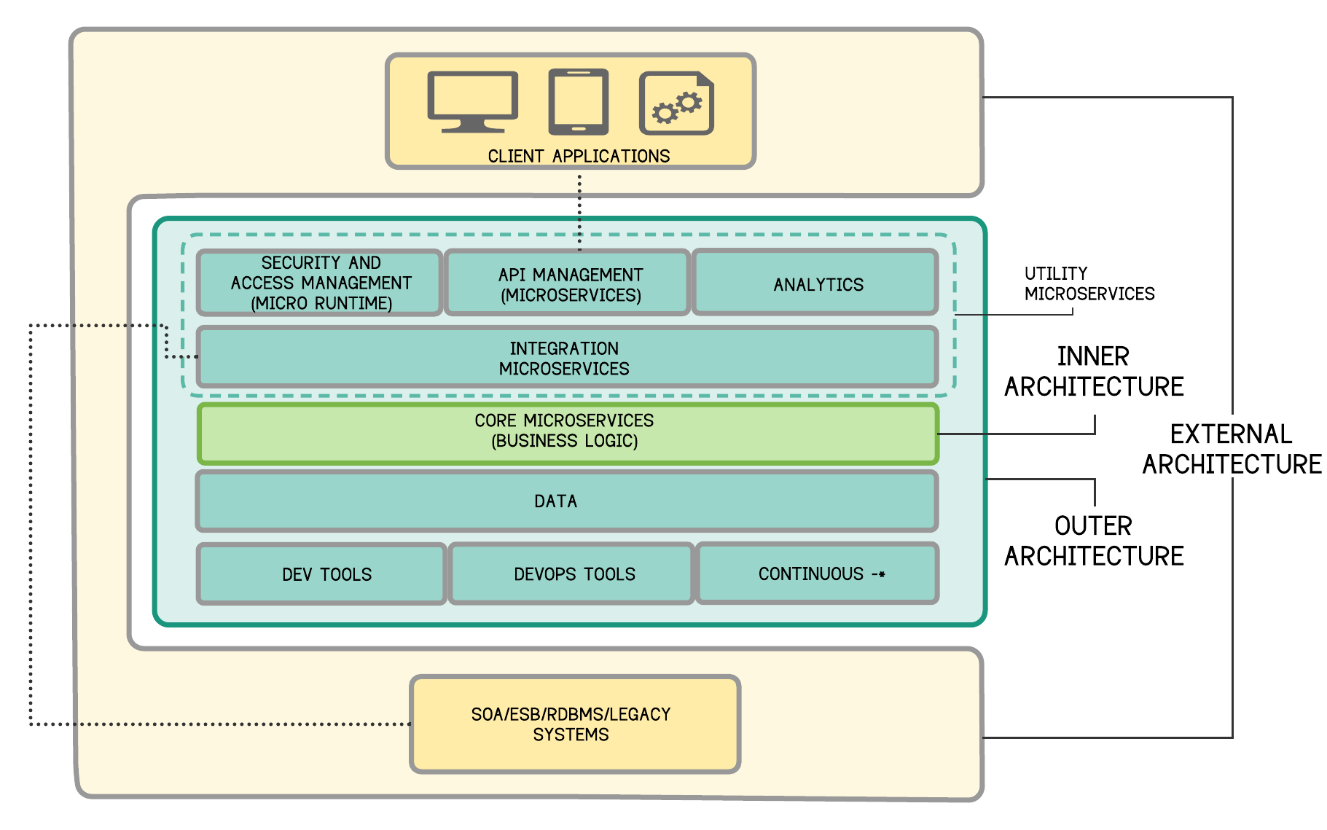 CLIENT APPLICATIONS
SECURITY AND
ACCESS MANAGEMENT
(MICRO RUNTIME)
API MANAGEMENT
(MICROSERVICES)
ANALYTICS
UTILITY
MICROSERVICES
INTEGRATION
MICROSERVICES
INNER
ARCHITECTURE
CORE MICROSERVICES
(BUSINESS LOGIC)
EXTERNAL
ARCHITECTURE
DATA
OUTER
ARCHITECTURE
DEV TOOLS
DEVOPS TOOLS
CONTINUOUS -*
SOA/ESB/RDBMS/LEGACY
SYSTEMS